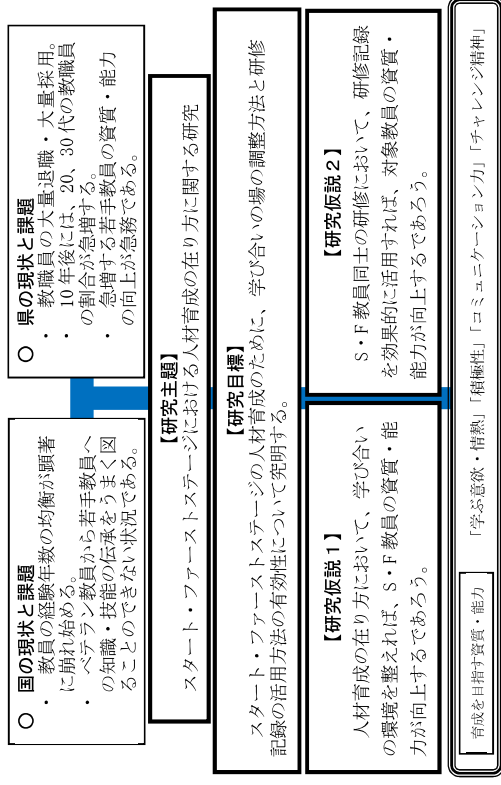 ○　国の現状と課題
・　教員の経験年数の均衡が顕著
に崩れ始める。
・　ベテラン教員から若手教員へ
の知識・技能の伝承をうまく図
ることのできない状況である。
○　県の現状と課題
・　教職員の大量退職・大量採用。
・　10年後には、20、30代の教職員
の割合が急増する。
・　急増する若手教員の資質・能力
の向上が急務である。
【研究主題】
スタート・ファーストステージにおける人材育成の在り方に関する研究
【研究目標】
スタート・ファーストステージの人材育成のために、学び合いの場の調整方法と研修
記録の活用方法の有効性について究明する。
【研究仮説１】
人材育成の在り方において、学び合い
の環境を整えれば、S・F教員の資質・能
力が向上するであろう。
【研究仮説２】
S・F教員同士の研修において、研修記録
を効果的に活用すれば、対象教員の資質・
能力が向上するであろう。
育成を目指す資質・能力
「学ぶ意欲・情熱」「積極性」「コミュニケーション力」「チャレンジ精神」